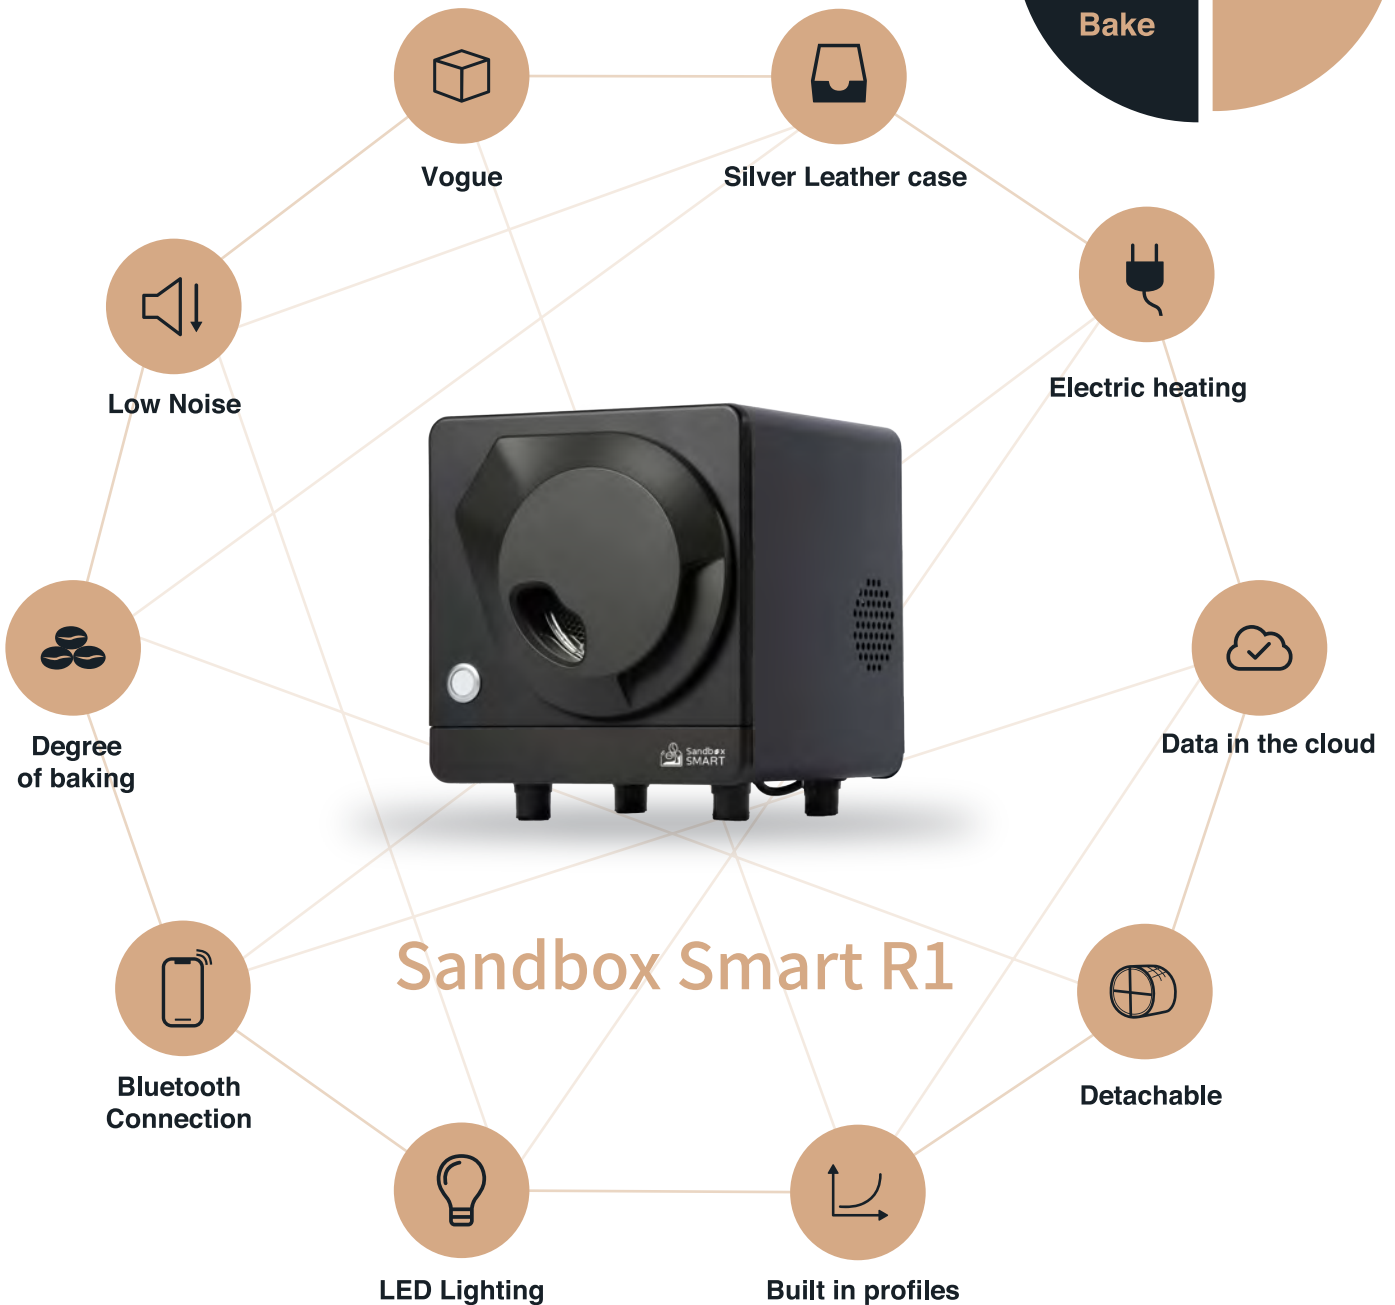 Bake
Vogue
Silver Leather case
Low Noise
Electric heating
Sandbox
SMART
Degree
of baking
Data in the cloud
Sandbox Smart R1
Bluetooth
Connection
Detachable
LED Lighting
Built in profiles